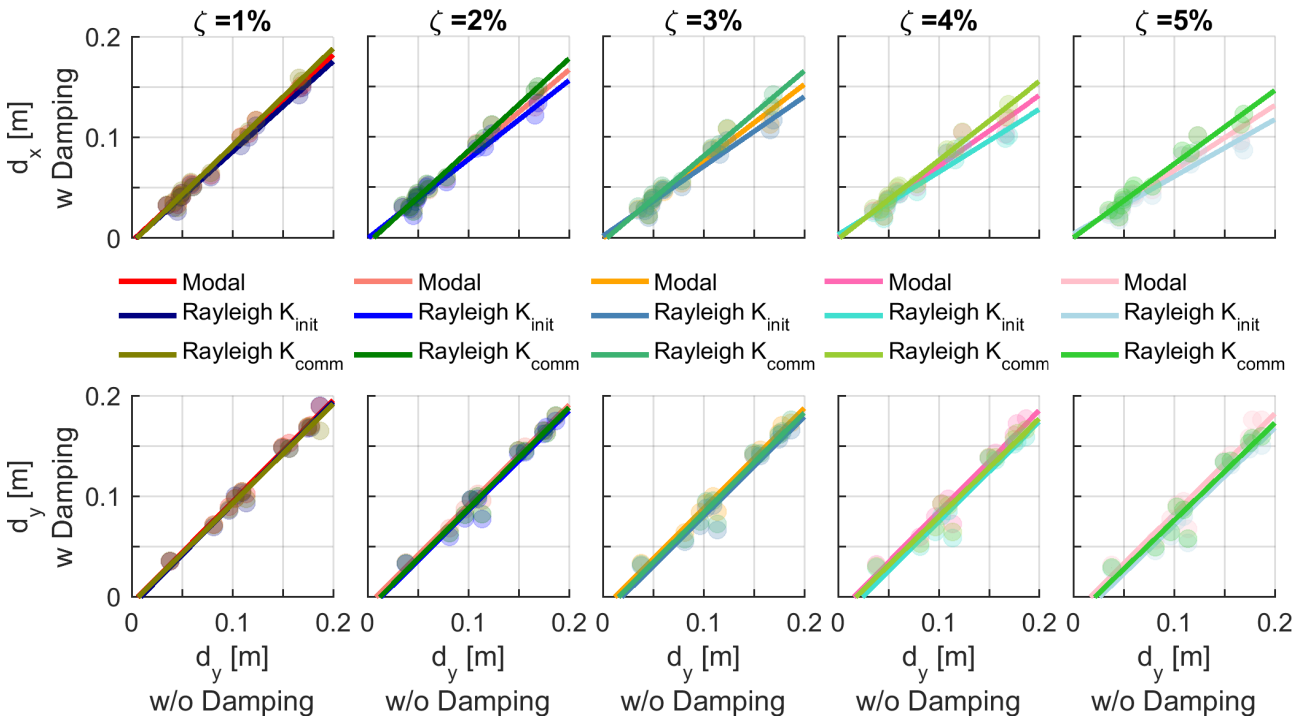 ζ =1% ζ =2% ζ =3% ζ =4% ζ =5%
0.2
0.1
0
d_x [m]
w Damping
Modal Modal Modal Modal Modal
Rayleigh K_init Rayleigh K_init Rayleigh K_init Rayleigh K_init Rayleigh K_init
Rayleigh K_comm Rayleigh K_comm Rayleigh K_comm Rayleigh K_comm Rayleigh K_comm
0.2
0.1
0
d_y [m]
w Damping
0 0.1 0.2 0 0.1 0.2 0 0.1 0.2 0 0.1 0.2 0 0.1 0.2
d_y [m] d_y [m] d_y [m] d_y [m] d_y [m]
w/o Damping w/o Damping w/o Damping w/o Damping w/o Damping